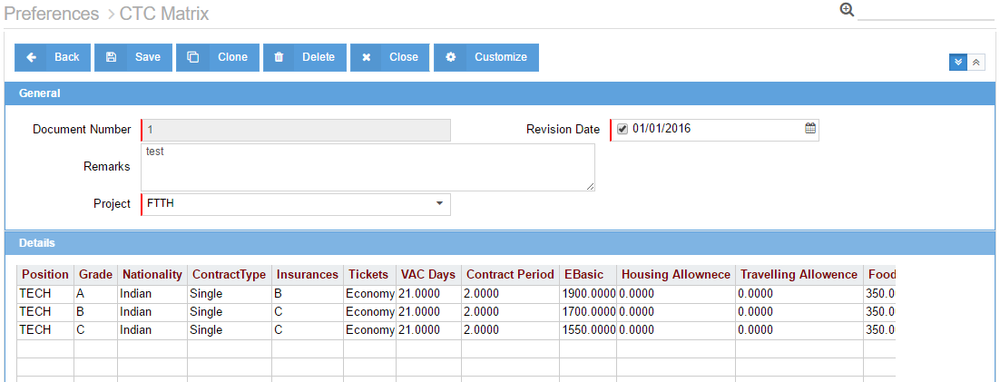 Preferences > CTC Matrix
Back Save Clone Delete Close Customize
General
Document Number 1 Revision Date 01/01/2016
Remarks test
Project FTTH
Details
Position Grade Nationality ContractType Insurances Tickets VAC Days Contract Period EBasic Housing Allownece Travelling Allowence Food
TECH A Indian Single B Economy 21.0000 2.0000 1900.0000 0.0000 0.0000 350.0
TECH B Indian Single C Economy 21.0000 2.0000 1700.0000 0.0000 0.0000 350.0
TECH C Indian Single C Economy 21.0000 2.0000 1550.0000 0.0000 0.0000 350.0